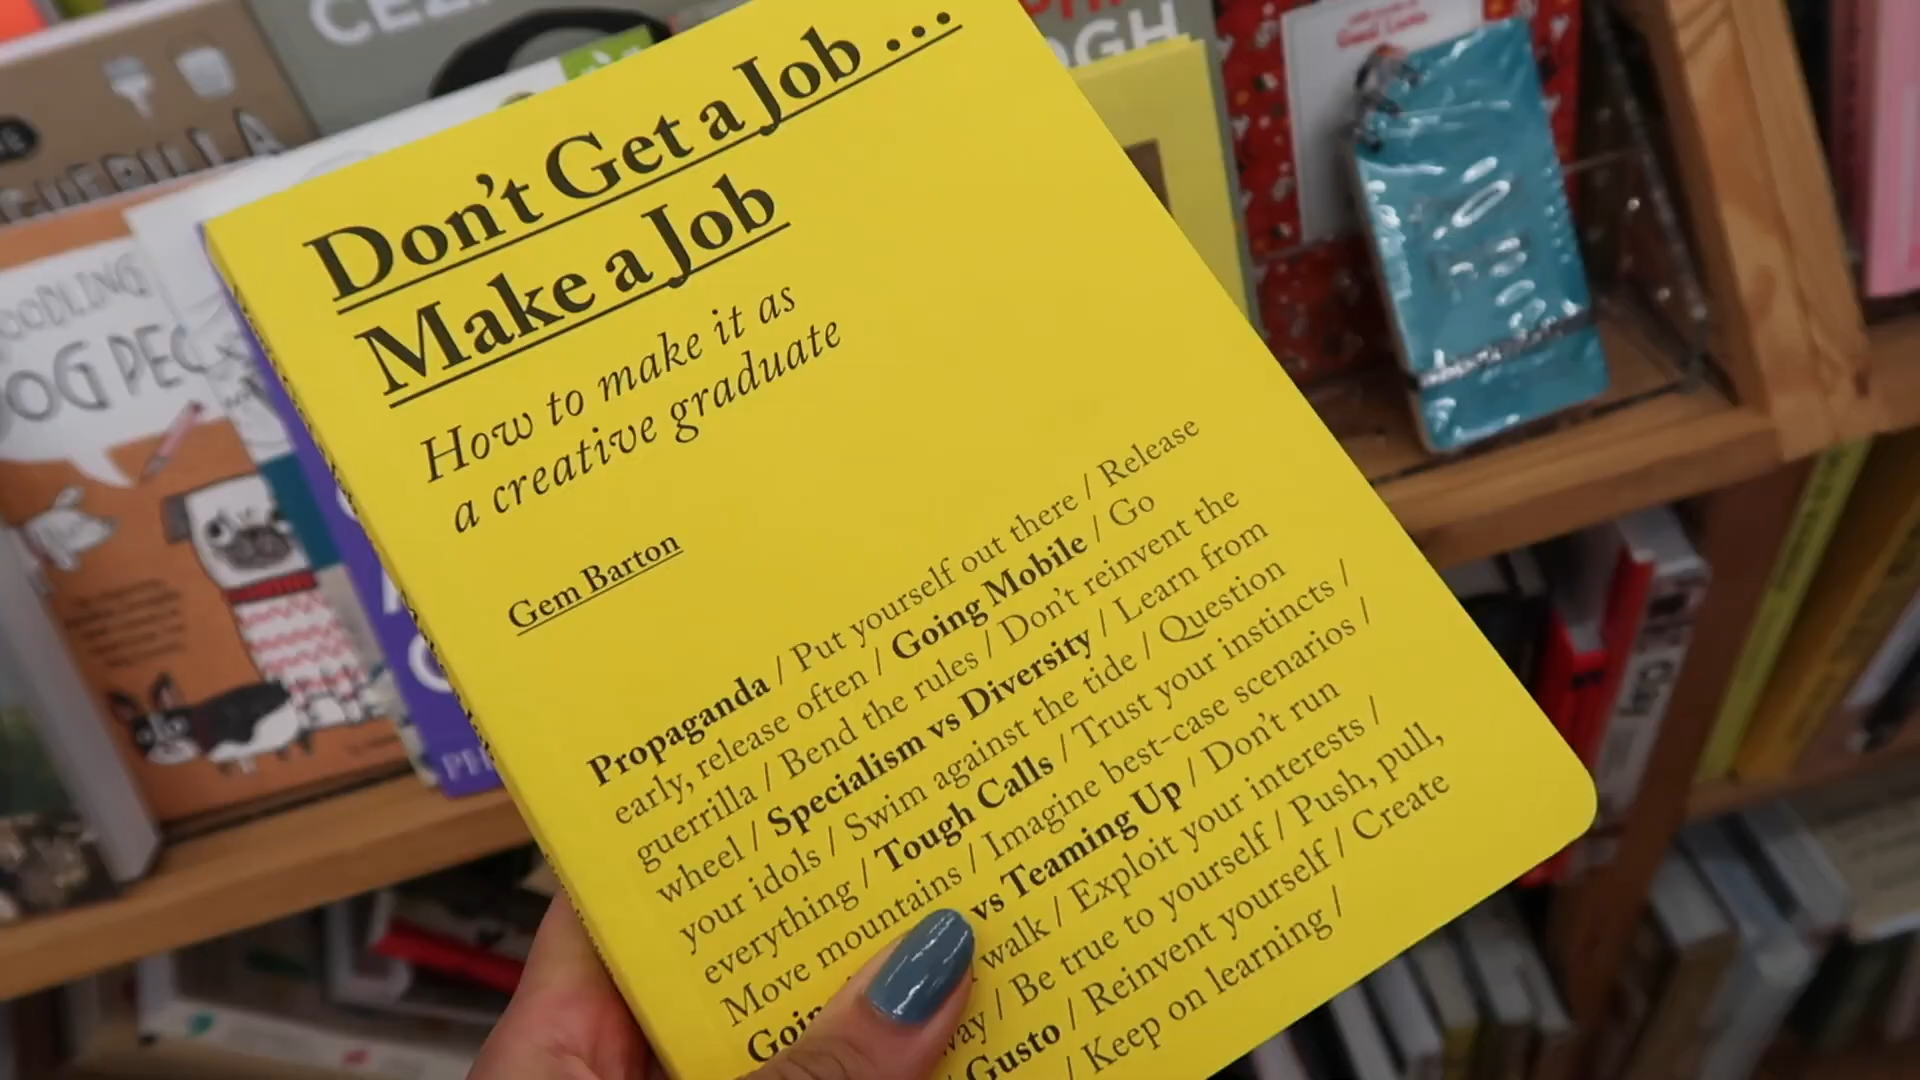 Don't Get a Job ...
Make a Job
How to make it as
a creative graduate
Gem Barton
Propaganda / Put yourself out there / Release
early, release often / Going Mobile / Go
guerrilla / Bend the rules / Don't reinvent the
wheel / Specialism vs Diversity / Learn from
your idols / Swim against the tide / Question
everything / Tough Calls / Trust your instincts /
Move mountains / Imagine best-case scenarios /
vs Teaming Up / Don't run
walk / Exploit your interests /
way / Be true to yourself / Push, pull,
Gusto / Reinvent yourself / Create
/ Keep on learning /
GUERILLA